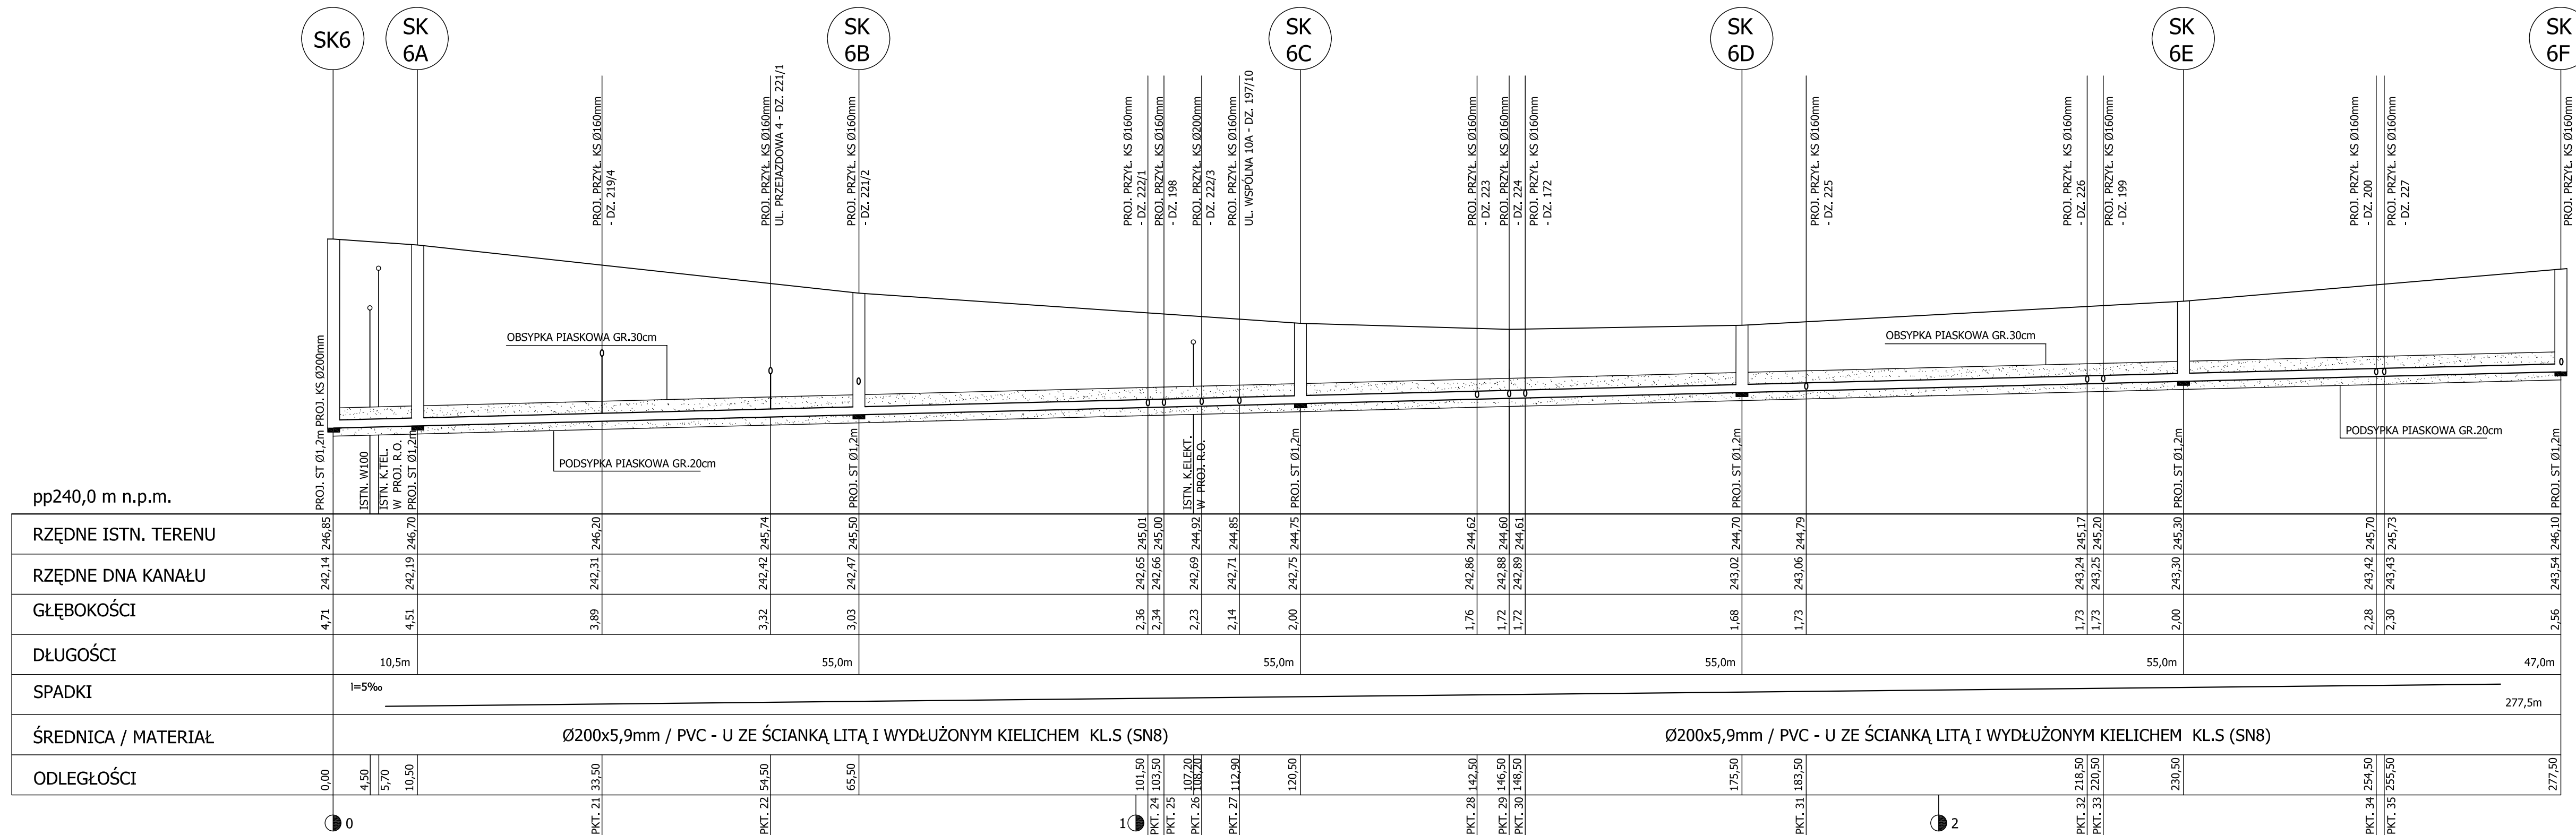 SK6
SK
6A
SK
6B
SK
6C
SK
6D
SK
6E
SK
6F
PROJ. PRZYŁ. KS Ø160mm
- DZ. 219/4
PROJ. PRZYŁ. KS Ø160mm
UL. PRZEJAZDOWA 4 - DZ. 221/1
PROJ. PRZYŁ. KS Ø160mm
- DZ. 221/2
PROJ. PRZYŁ. KS Ø160mm
- DZ. 222/1
PROJ. PRZYŁ. KS Ø160mm
- DZ. 198
PROJ. PRZYŁ. KS Ø200mm
- DZ. 222/3
PROJ. PRZYŁ. KS Ø160mm
UL. WSPÓLNA 10A - DZ. 197/10
PROJ. PRZYŁ. KS Ø160mm
- DZ. 223
PROJ. PRZYŁ. KS Ø160mm
- DZ. 224
PROJ. PRZYŁ. KS Ø160mm
- DZ. 172
PROJ. PRZYŁ. KS Ø160mm
- DZ. 225
PROJ. PRZYŁ. KS Ø160mm
- DZ. 226
PROJ. PRZYŁ. KS Ø160mm
- DZ. 199
PROJ. PRZYŁ. KS Ø160mm
- DZ. 200
PROJ. PRZYŁ. KS Ø160mm
- DZ. 227
PROJ. PRZYŁ. KS Ø160mm
OBSYPKA PIASKOWA GR.30cm
OBSYPKA PIASKOWA GR.30cm
PODSYPKA PIASKOWA GR.20cm
PODSYPKA PIASKOWA GR.20cm
PROJ. ST Ø1,2m PROJ. KS Ø200mm
ISTN. W100
ISTN. K.TEL.
W PROJ. R.O.
PROJ. ST Ø1,2m
PROJ. ST Ø1,2m
ISTN. K.ELEKT.
W PROJ. R.O.
PROJ. ST Ø1,2m
PROJ. ST Ø1,2m
PROJ. ST Ø1,2m
PROJ. ST Ø1,2m
pp240,0 m n.p.m.
RZĘDNE ISTN. TERENU 246,85 246,70 246,20 245,74 245,50 245,01 245,00 244,92 244,85 244,75 244,62 244,60 244,61 244,70 244,79 245,17 245,20 245,30 245,70 245,73 246,10
RZĘDNE DNA KANAŁU 242,14 242,19 242,31 242,42 242,47 242,65 242,66 242,69 242,71 242,75 242,86 242,88 242,89 243,02 243,06 243,24 243,25 243,30 243,42 243,43 243,54
GŁĘBOKOŚCI 4,71 4,51 3,89 3,32 3,03 2,36 2,34 2,23 2,14 2,00 1,76 1,72 1,72 1,68 1,73 1,73 1,73 2,00 2,28 2,30 2,56
DŁUGOŚCI 10,5m 55,0m 55,0m 55,0m 55,0m 47,0m
SPADKI i=5‰ 277,5m
ŚREDNICA / MATERIAŁ Ø200x5,9mm / PVC - U ZE ŚCIANKĄ LITĄ I WYDŁUŻONYM KIELICHEM KL.S (SN8) Ø200x5,9mm / PVC - U ZE ŚCIANKĄ LITĄ I WYDŁUŻONYM KIELICHEM KL.S (SN8)
ODLEGŁOŚCI 0,00 4,50 5,70 10,50 33,50 54,50 65,50 101,50 103,50 107,20 108,20 112,90 120,50 142,50 146,50 148,50 175,50 183,50 218,50 220,50 230,50 254,50 255,50 277,50
0 PKT. 21 PKT. 22 1 PKT. 24 PKT. 25 PKT. 26 PKT. 27 PKT. 28 PKT. 29 PKT. 30 PKT. 31 2 PKT. 32 PKT. 33 PKT. 34 PKT. 35